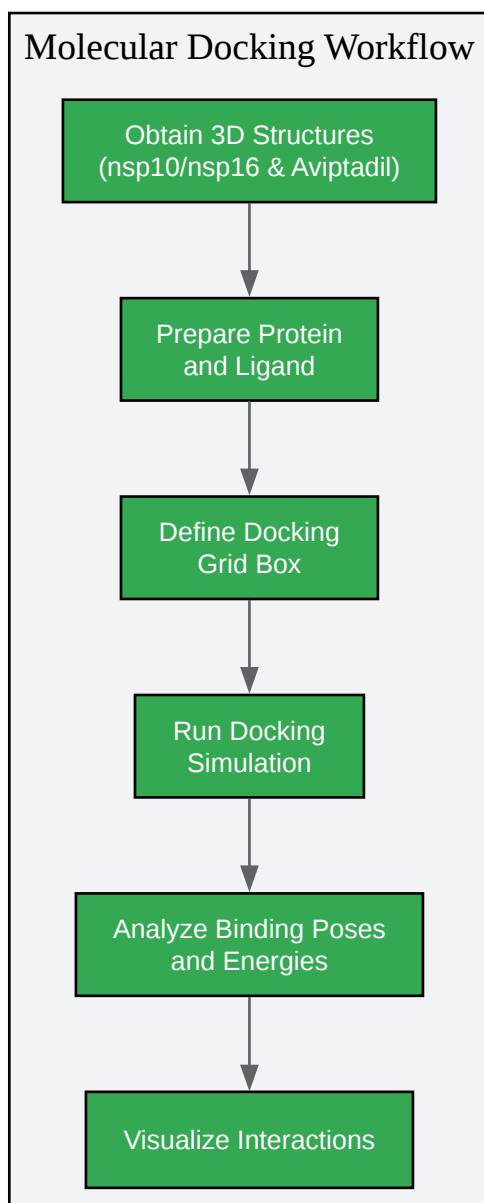 Molecular Docking Workflow
Obtain 3D Structures
(nsp10/nsp16 & Aviptadil)
Prepare Protein
and Ligand
Define Docking
Grid Box
Run Docking
Simulation
Analyze Binding Poses
and Energies
Visualize Interactions